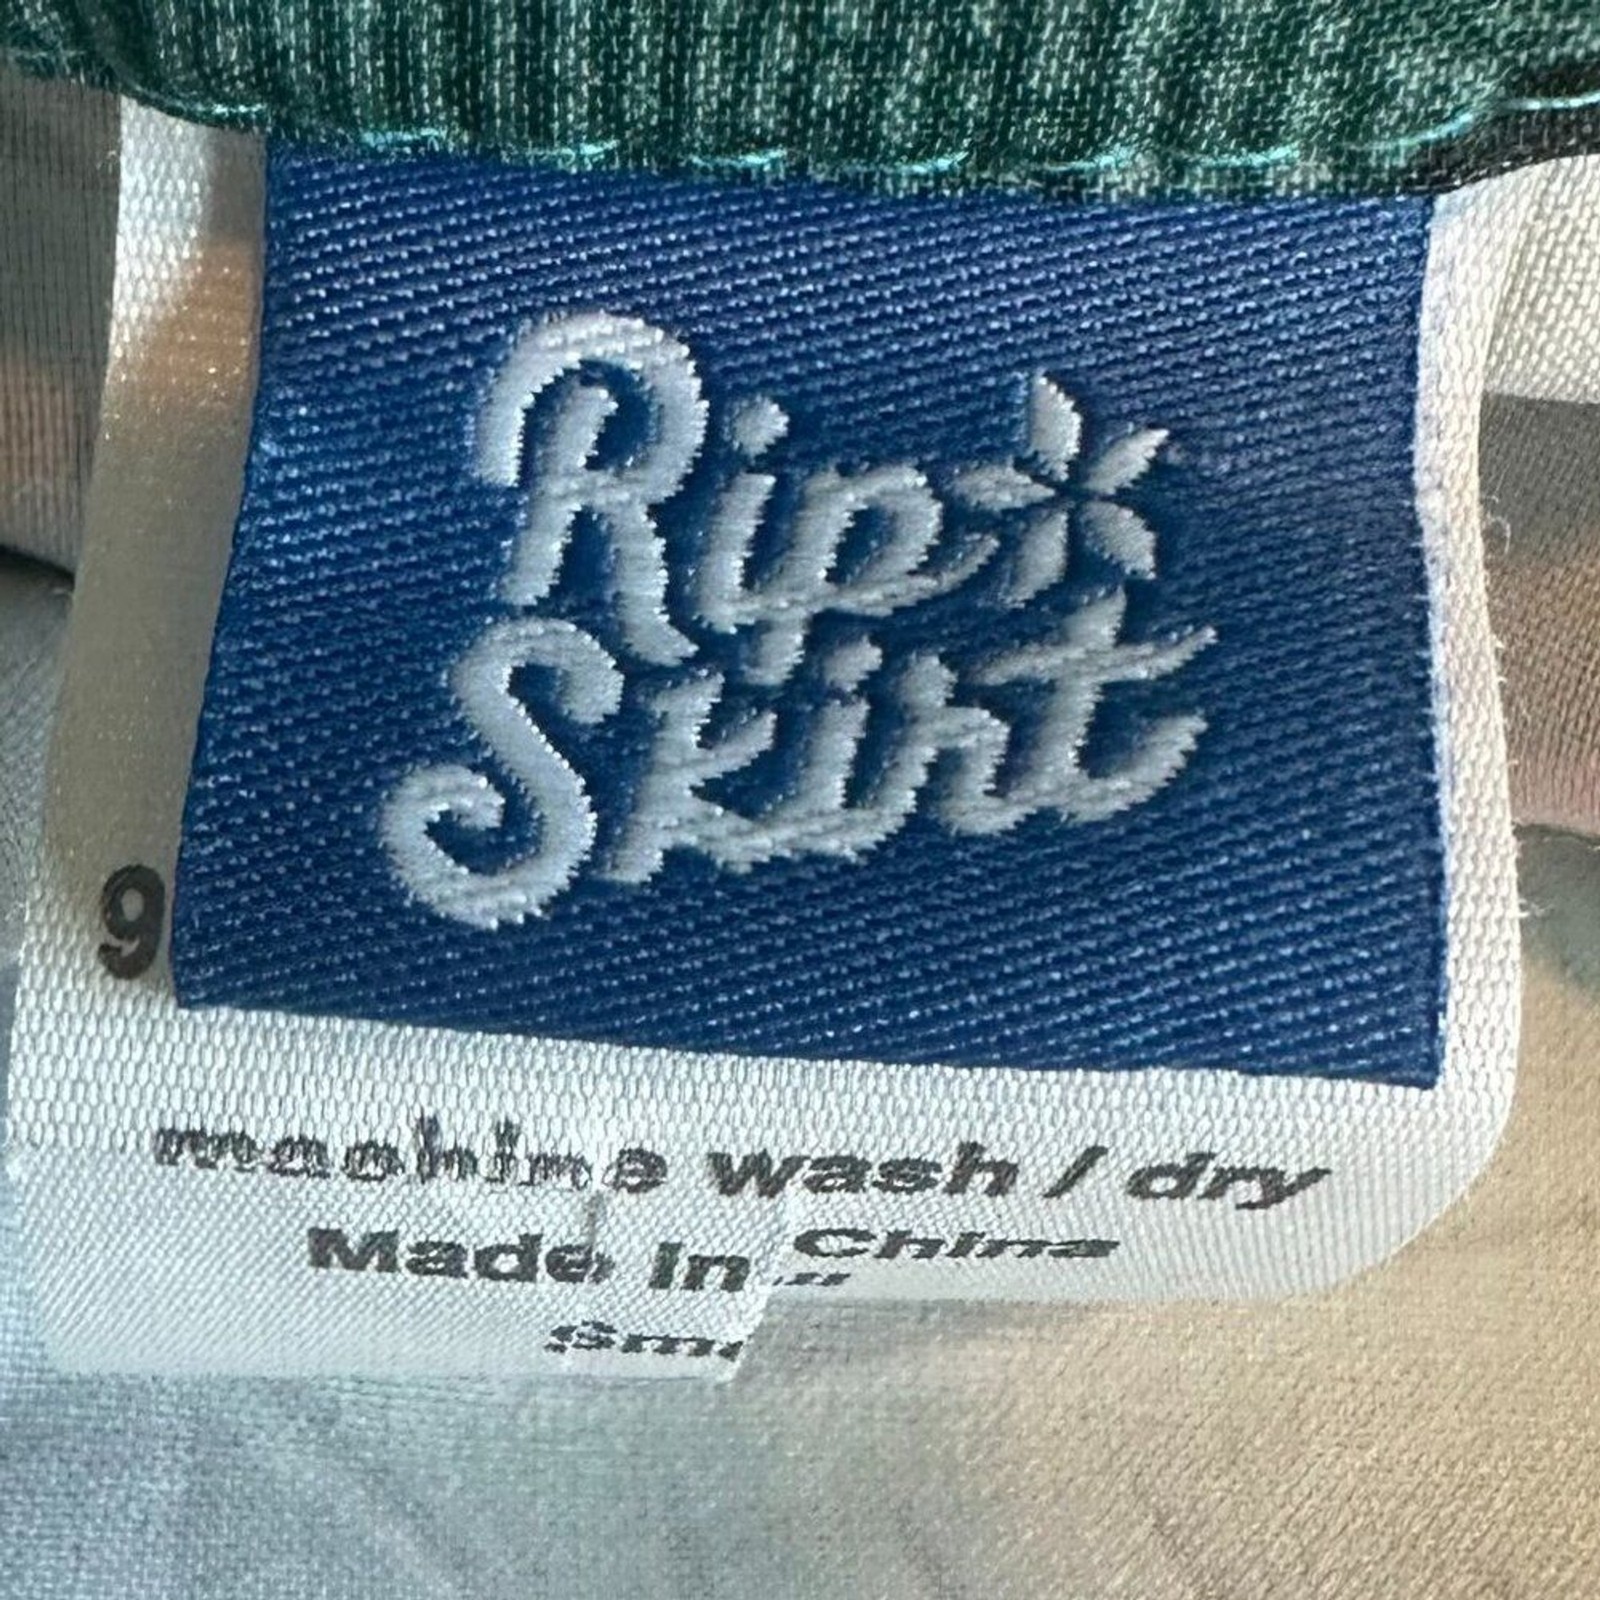 Rip
Skirt
9
machine wash / dry
Made In China